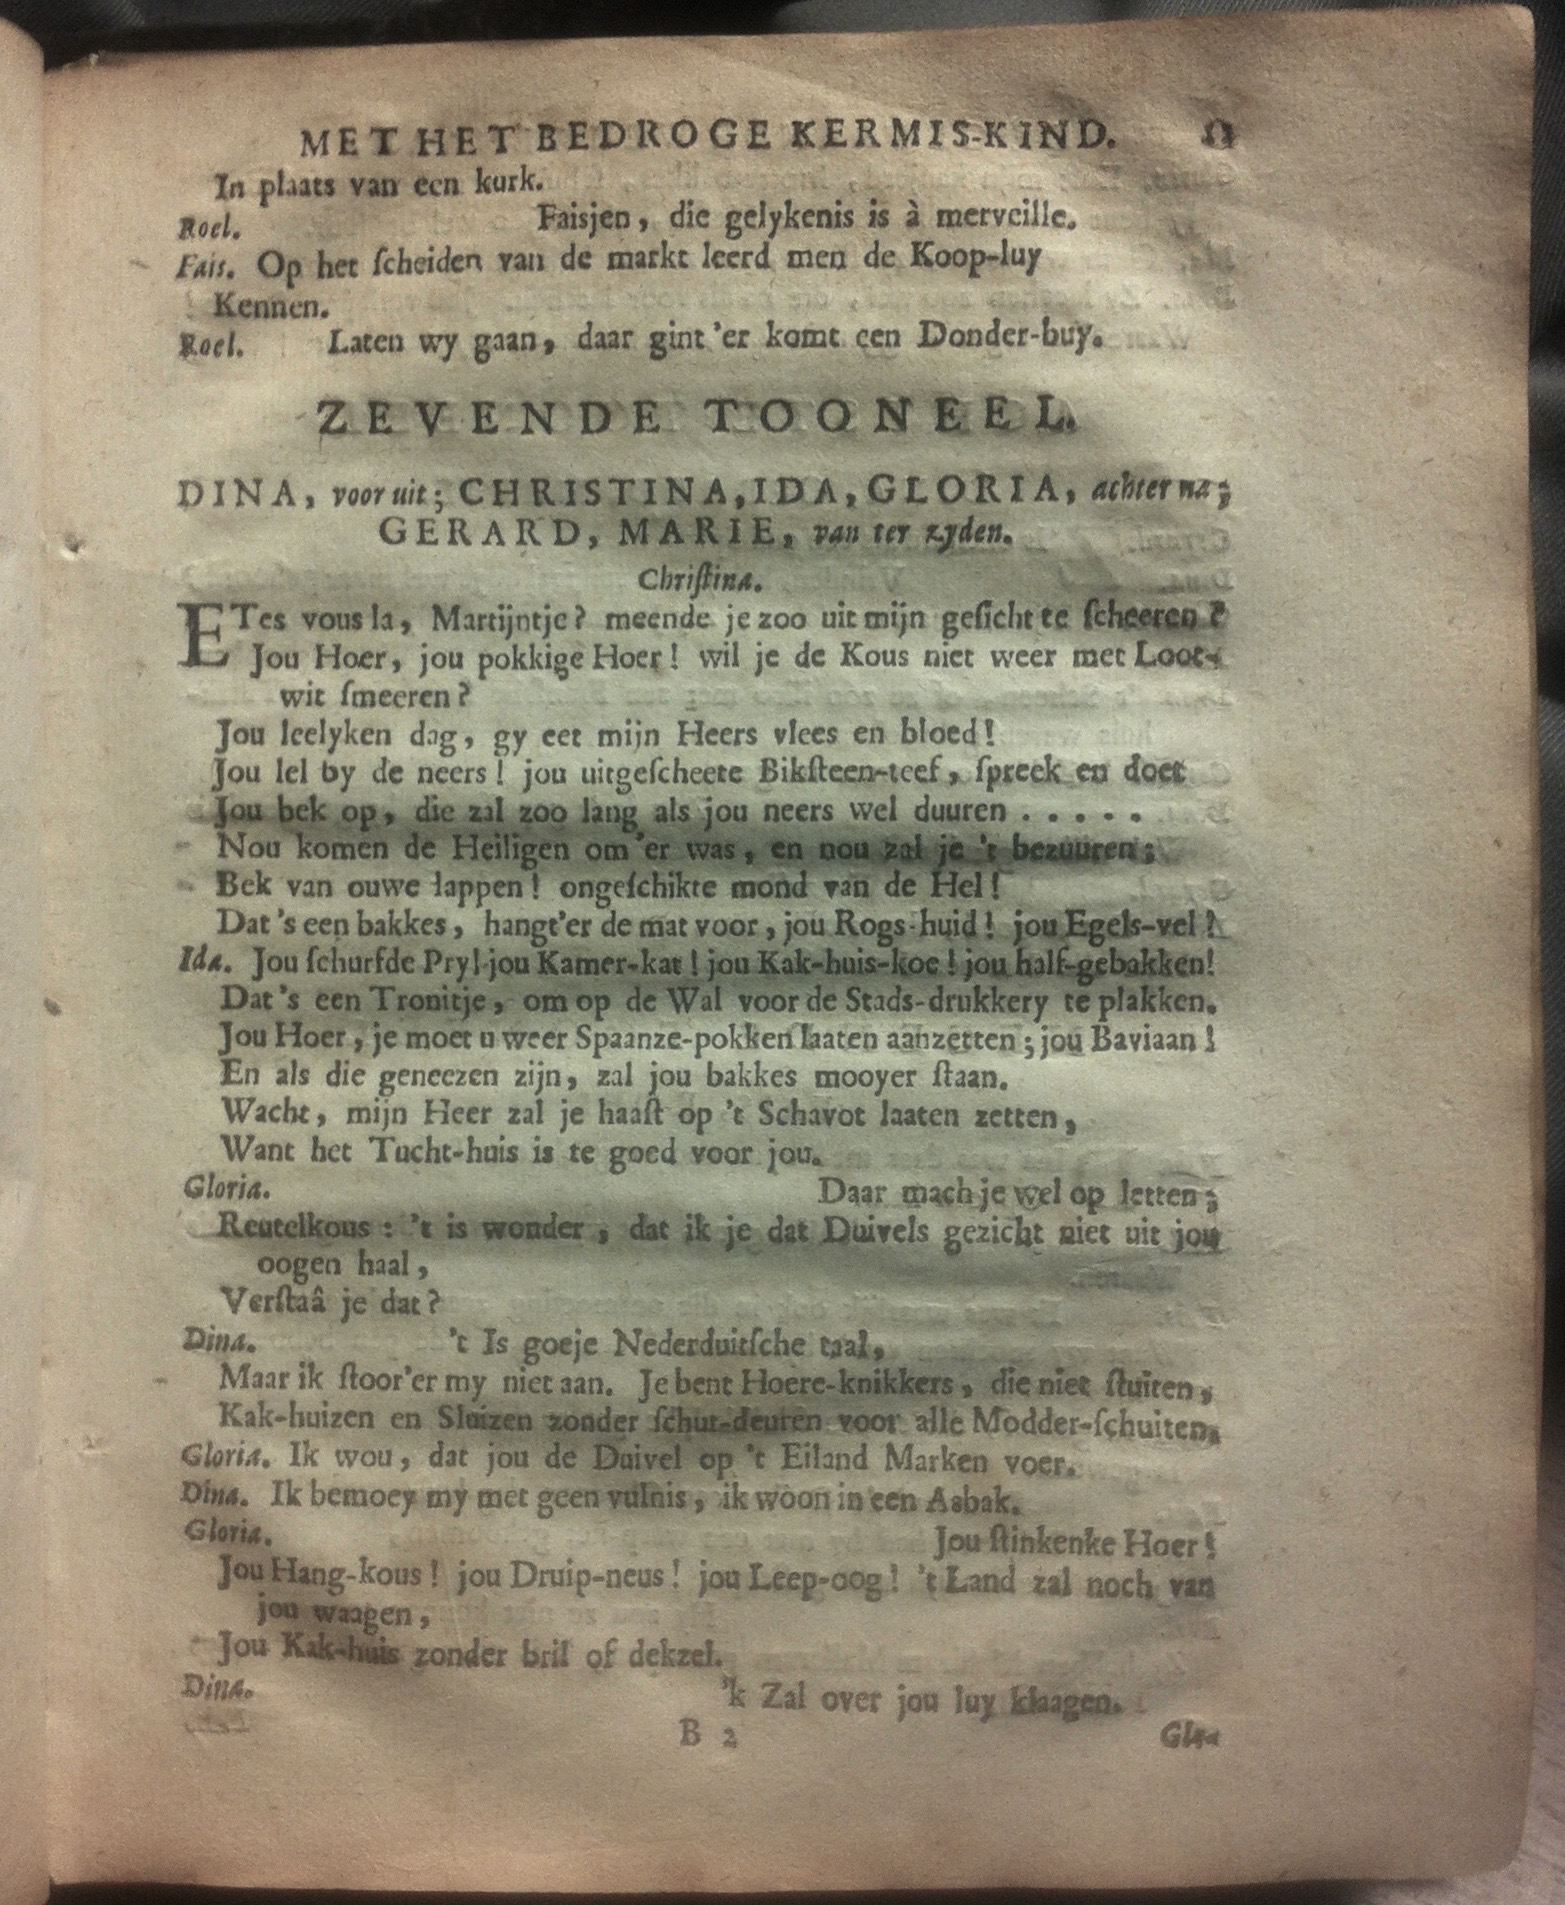 MET HET BEDROGE KERMIS-KIND. 11
In plaats van een kurk.
Roel. Faisjen, die gelykenis is à merveille.
Fais. Op het ſcheiden van de markt leerd men de Koop-luy
Kennen.
Roel. Laten wy gaan, daar gint 'er komt een Donder-buy.
ZEVENDE TOONEEL.
DINA, voor uit; CHRISTINA, IDA, GLORIA, achter na;
GERARD, MARIE, van ter zyden.
Chriſtina.
ETes vous la, Martijntje? meende je zoo uit mijn geſicht te ſcheeren?
Jou Hoer, jou pokkige Hoer! wil je de Kous niet weer met Loot-
wit ſmeeren?
Jou leelyken dag, gy eet mijn Heers vlees en bloed!
Jou lel by de neers! jou uitgeſcheete Bikſteen-teef, ſpreek en doet
Jou bek op, die zal zoo lang als jou neers wel duuren . . . . .
Nou komen de Heiligen om 'er was, en nou zal je 't bezuuren;
Bek van ouwe lappen! ongeſchikte mond van de Hel!
Dat 's een bakkes, hangt'er de mat voor, jou Rogs-huid! jou Egels-vel!
Ida. Jou ſchurfde Pry! jou Kamer-kat! jou Kak-huis-koe! jou half-gebakken!
Dat 's een Tronitje, om op de Wal voor de Stads-drukkery te plakken.
Jou Hoer, je moet u weer Spaanze-pokken laaten aanzetten; jou Baviaan!
En als die geneezen zijn, zal jou bakkes mooyer ſtaan.
Wacht, mijn Heer zal je haaſt op 't Schavot laaten zetten,
Want het Tucht-huis is te goed voor jou.
Gloria. Daar mach je wel op letten;
Reutelkous: 't is wonder, dat ik je dat Duivels gezicht niet uit jou
oogen haal,
Verſtaâ je dat?
Dina. 't Is goeje Nederduitſche taal,
Maar ik ſtoor'er my niet aan. Je bent Hoere-knikkers, die niet ſtuiten,
Kak-huizen en Sluizen zonder ſchut-deuren voor alle Modder-ſchuiten.
Gloria. Ik wou, dat jou de Duivel op 't Eiland Marken voer.
Dina. Ik bemoey my met geen vulnis, ik woon in een Asbak.
Gloria. Jou ſtinkenke Hoer!
Jou Hang-kous! jou Druip-neus! jou Leep-oog! 't Land zal noch van
jou waagen,
Jou Kak-huis zonder bril of dekzel.
Dina. 'k Zal over jou luy klaagen.
B 2 Glo-